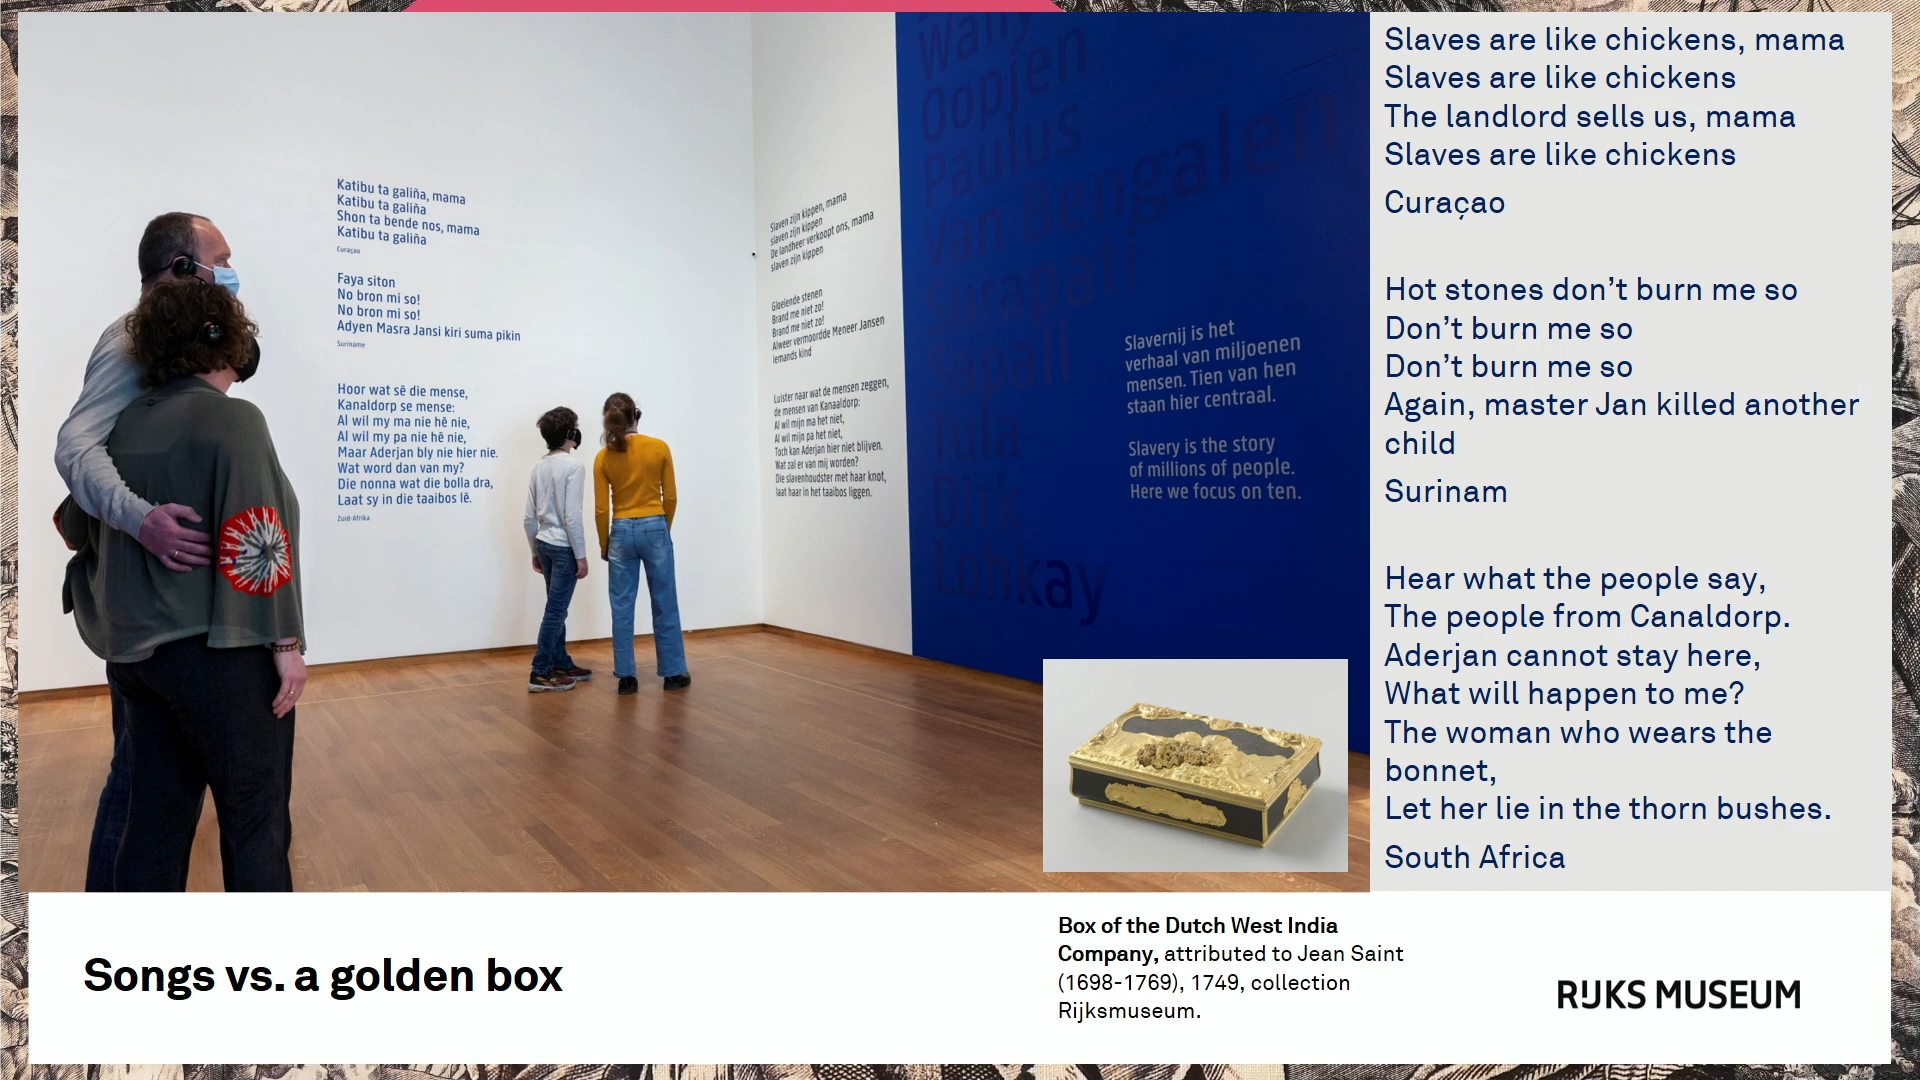 Katibu ta galiña, mama
Katibu ta galiña
Shon ta bende nos, mama
Katibu ta galiña
Curaçao
Faya siton
No bron mi so!
No bron mi so!
Adyen Masra Jansi kiri suma pikin
Suriname
Hoor wat sê die mense,
Kanaldorp se mense:
Al wil my ma nie hê nie,
Al wil my pa nie hê nie,
Maar Aderjan bly nie hier nie.
Wat word dan van my?
Die nonna wat die bolla dra,
Laat sy in die taaibos lê.
Zuid-Afrika
Slaven zijn kippen, mama
slaven zijn kippen
De landheer verkoopt ons, mama
slaven zijn kippen
Gloeiende stenen
Brand me niet zo!
Brand me niet zo!
Alweer vermoordde Meneer Jansen
iemands kind
Luister naar wat de mensen zeggen,
de mensen van Kanaaldorp:
Al wil mijn ma het niet,
Al wil mijn pa het niet,
Toch kan Aderjan hier niet blijven.
Wat zal er van mij worden?
Die slavenhoudster met haar knot,
laat haar in het taaibos liggen.
Wally
Oopjen
Paulus
Van Bengalen
Surapati
Sapali
Tula
Dirk
Lohkay
Slavernij is het
verhaal van miljoenen
mensen. Tien van hen
staan hier centraal.
Slavery is the story
of millions of people.
Here we focus on ten.
Slaves are like chickens, mama
Slaves are like chickens
The landlord sells us, mama
Slaves are like chickens
Curaçao
Hot stones don’t burn me so
Don’t burn me so
Don’t burn me so
Again, master Jan killed another
child
Surinam
Hear what the people say,
The people from Canaldorp.
Aderjan cannot stay here,
What will happen to me?
The woman who wears the
bonnet,
Let her lie in the thorn bushes.
South Africa
Songs vs. a golden box
Box of the Dutch West India
Company, attributed to Jean Saint
(1698-1769), 1749, collection
Rijksmuseum.
RIJKS MUSEUM